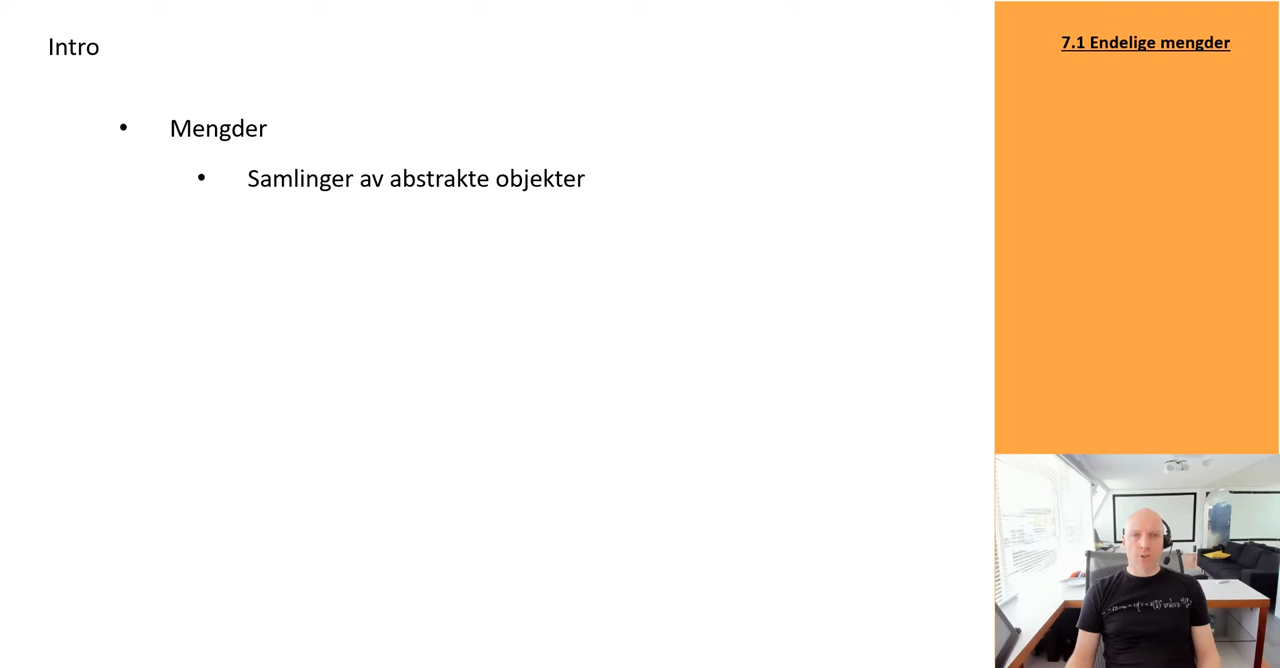 Intro
7.1 Endelige mengder
• Mengder
• Samlinger av abstrakte objekter